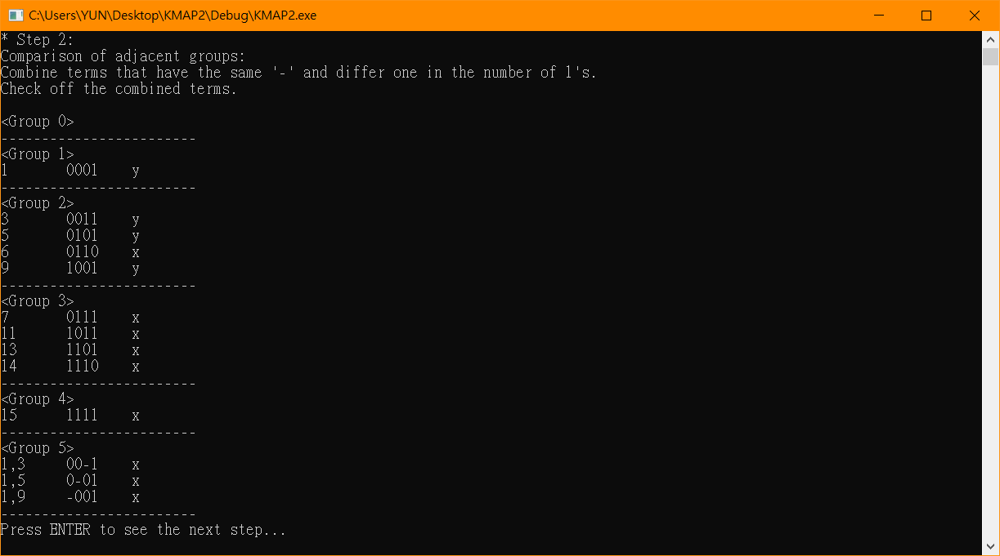 C:\Users\YUN\Desktop\KMAP2\Debug\KMAP2.exe
* Step 2:
Comparison of adjacent groups:
Combine terms that have the same '-' and differ one in the number of 1's.
Check off the combined terms.
<Group 0>
------------------------
<Group 1>
1 0001 y
------------------------
<Group 2>
3 0011 y
5 0101 y
6 0110 x
9 1001 y
------------------------
<Group 3>
7 0111 x
11 1011 x
13 1101 x
14 1110 x
------------------------
<Group 4>
15 1111 x
------------------------
<Group 5>
1,3 00-1 x
1,5 0-01 x
1,9 -001 x
------------------------
Press ENTER to see the next step...